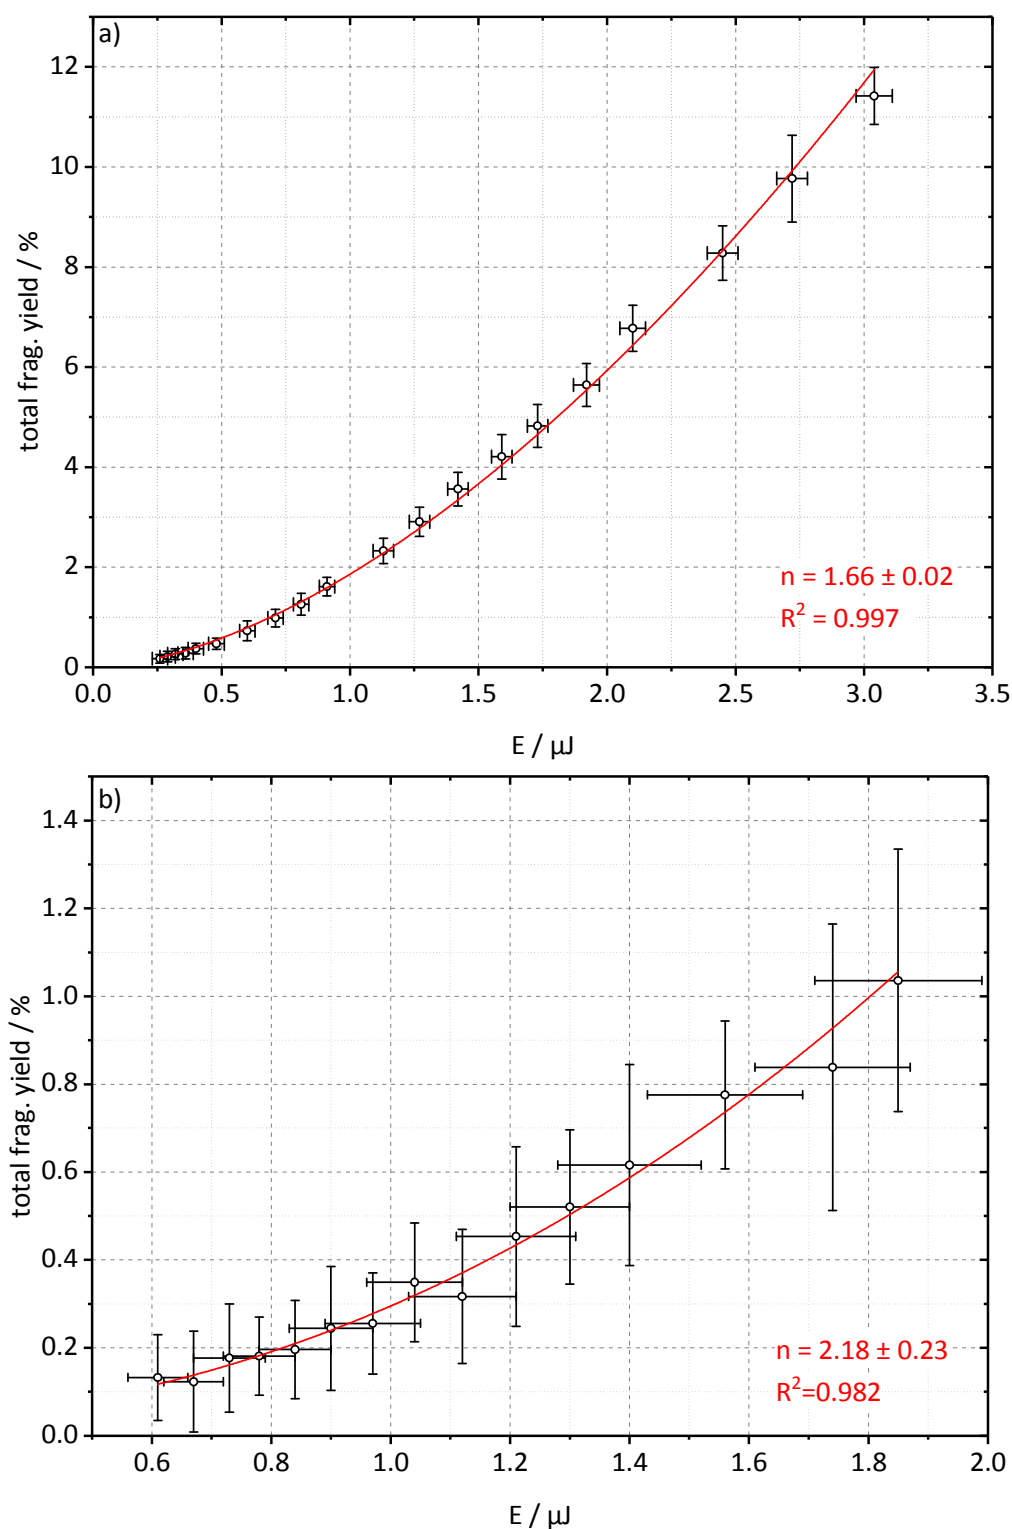 a)
12
10
8
6
4
2
0
total frag. yield / %
n = 1.66 ± 0.02
R² = 0.997
0.0 0.5 1.0 1.5 2.0 2.5 3.0 3.5
E / µJ
b)
1.4
1.2
1.0
0.8
0.6
0.4
0.2
0.0
total frag. yield / %
n = 2.18 ± 0.23
R²=0.982
0.6 0.8 1.0 1.2 1.4 1.6 1.8 2.0
E / µJ